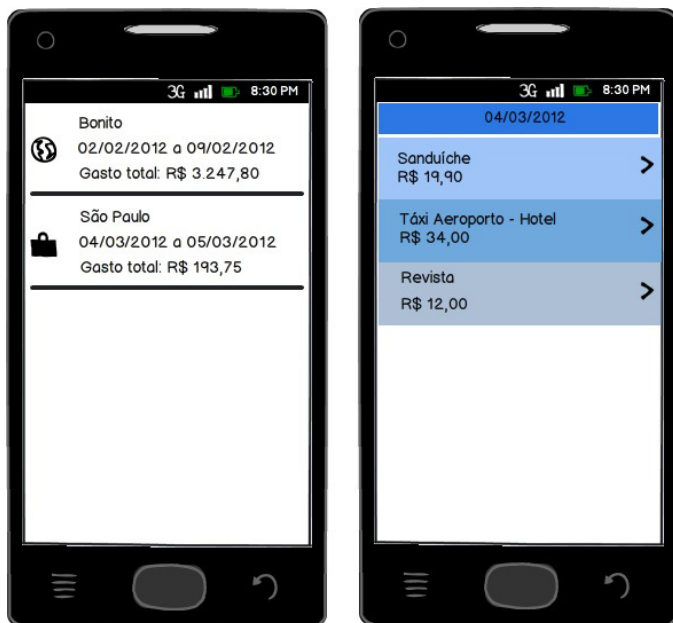 3G 8:30 PM
Bonito
02/02/2012 a 09/02/2012
Gasto total: R$ 3.247,80
São Paulo
04/03/2012 a 05/03/2012
Gasto total: R$ 193,75
3G 8:30 PM
04/03/2012
Sanduíche
R$ 19,90
Táxi Aeroporto - Hotel
R$ 34,00
Revista
R$ 12,00